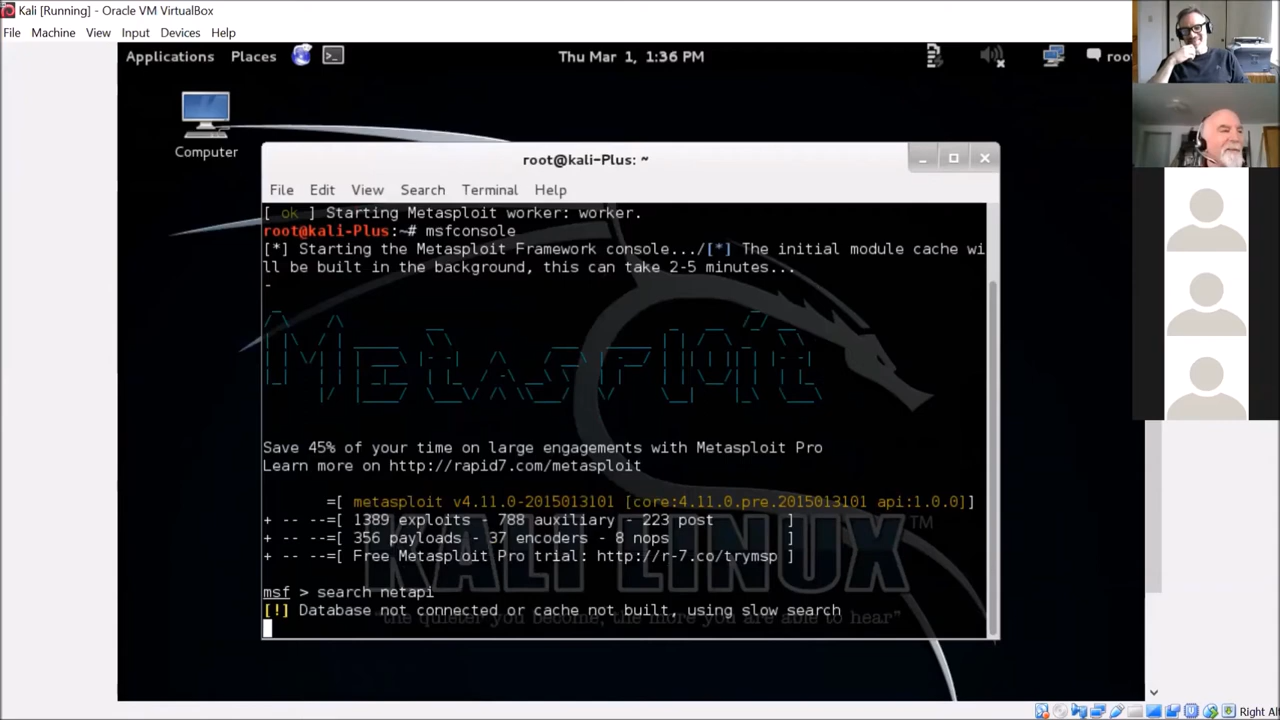 Kali [Running] - Oracle VM VirtualBox
File Machine View Input Devices Help
Applications Places Thu Mar 1, 1:36 PM roo
Computer
root@kali-Plus: ~
File Edit View Search Terminal Help
[ ok ] Starting Metasploit worker: worker.
root@kali-Plus:~# msfconsole
[*] Starting the Metasploit Framework console.../[*] The initial module cache wi
ll be built in the background, this can take 2-5 minutes...
-
Metasploit
Save 45% of your time on large engagements with Metasploit Pro
Learn more on http://rapid7.com/metasploit
=[ metasploit v4.11.0-2015013101 [core:4.11.0.pre.2015013101 api:1.0.0]]
+ -- --=[ 1389 exploits - 788 auxiliary - 223 post ]
+ -- --=[ 356 payloads - 37 encoders - 8 nops ]
+ -- --=[ Free Metasploit Pro trial: http://r-7.co/trymsp ]
KALI LINUX™
msf > search netapi
[!] Database not connected or cache not built, using slow search
"the quieter you become, the more you are able to hear"
Right Al